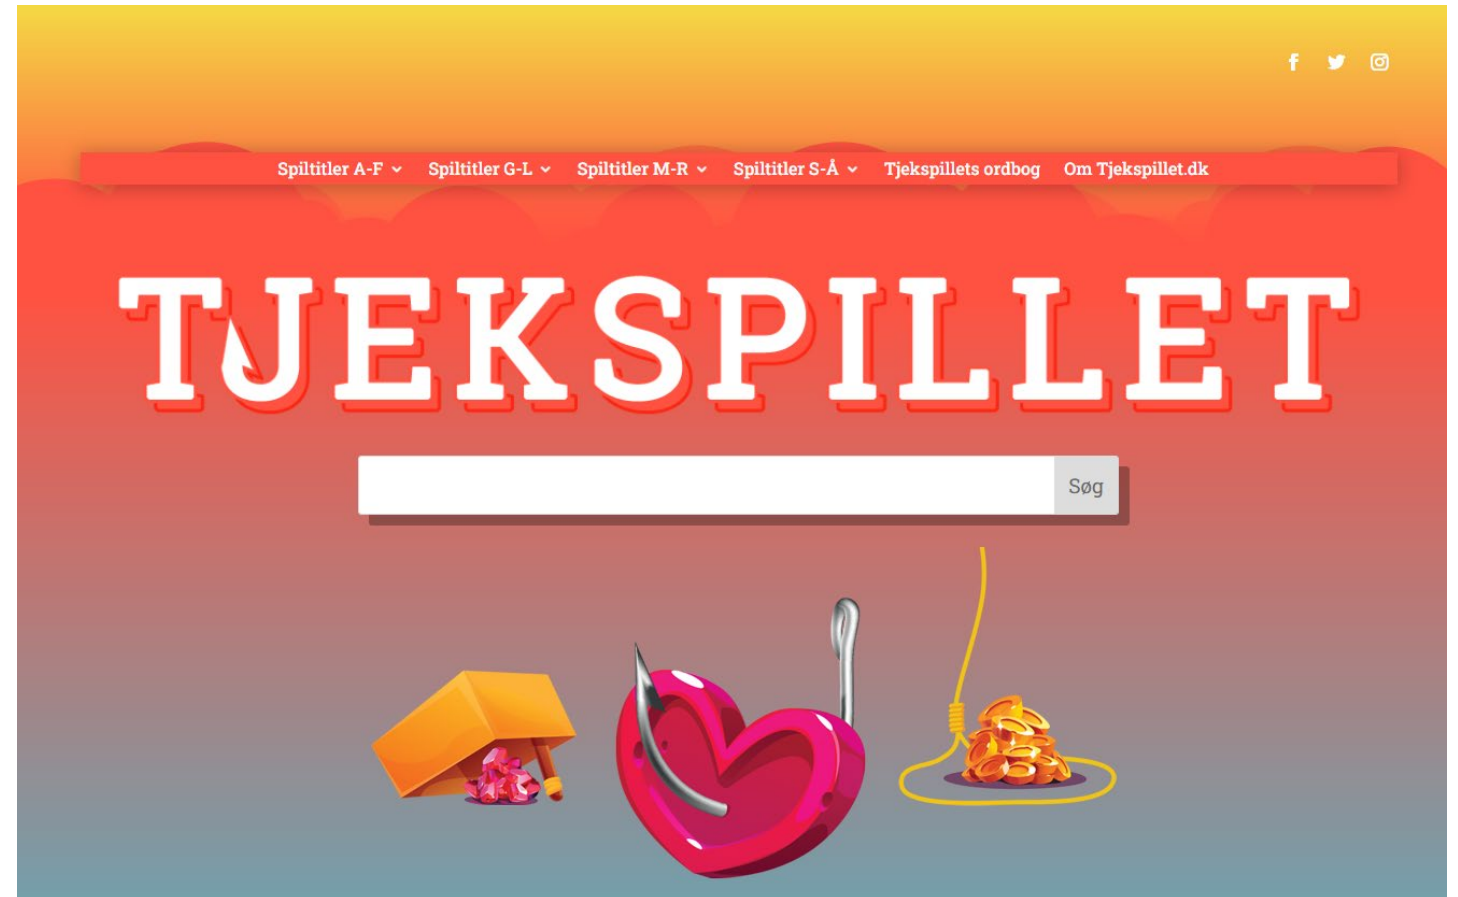 Spiltitler A-F
Spiltitler G-L
Spiltitler M-R
Spiltitler S-Å
Tjekspillets ordbog
Om Tjekspillet.dk
TJEKSPILLET
Søg